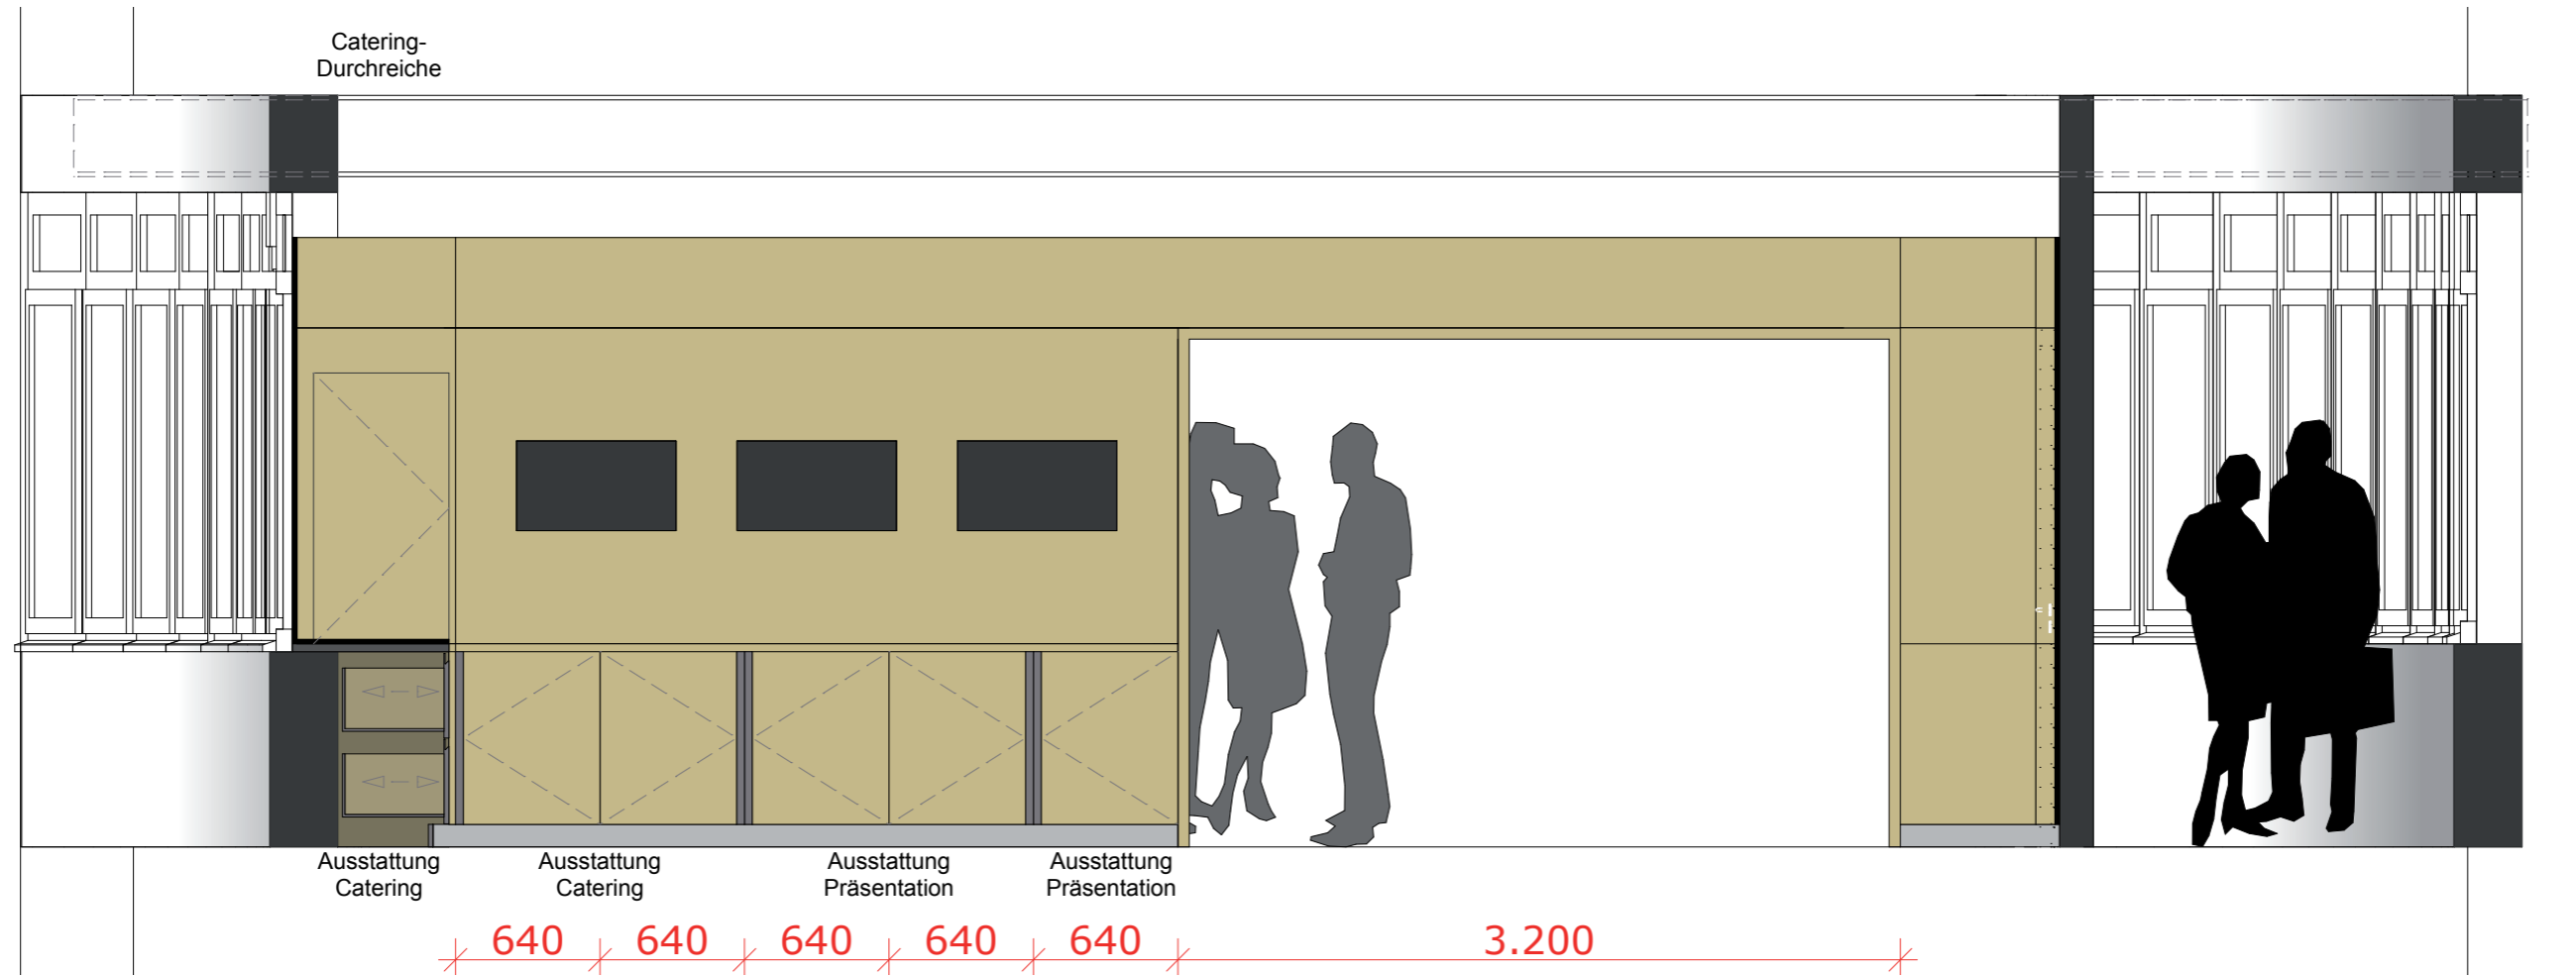 Catering-
Durchreiche
Ausstattung
Catering
Ausstattung
Catering
Ausstattung
Präsentation
Ausstattung
Präsentation
640 640 640 640 640 3.200